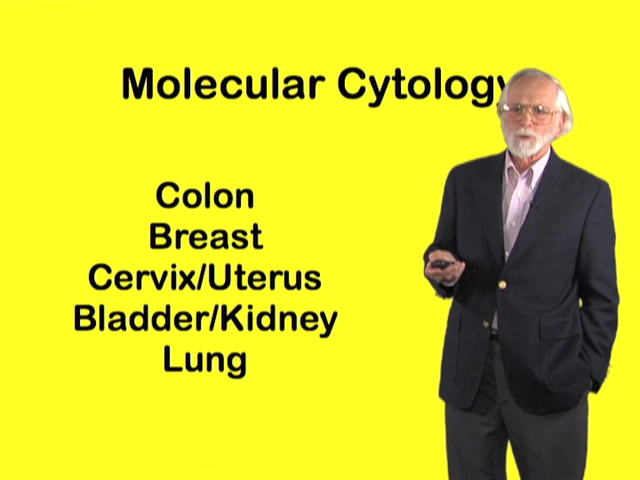 Molecular Cytology
Colon
Breast
Cervix/Uterus
Bladder/Kidney
Lung